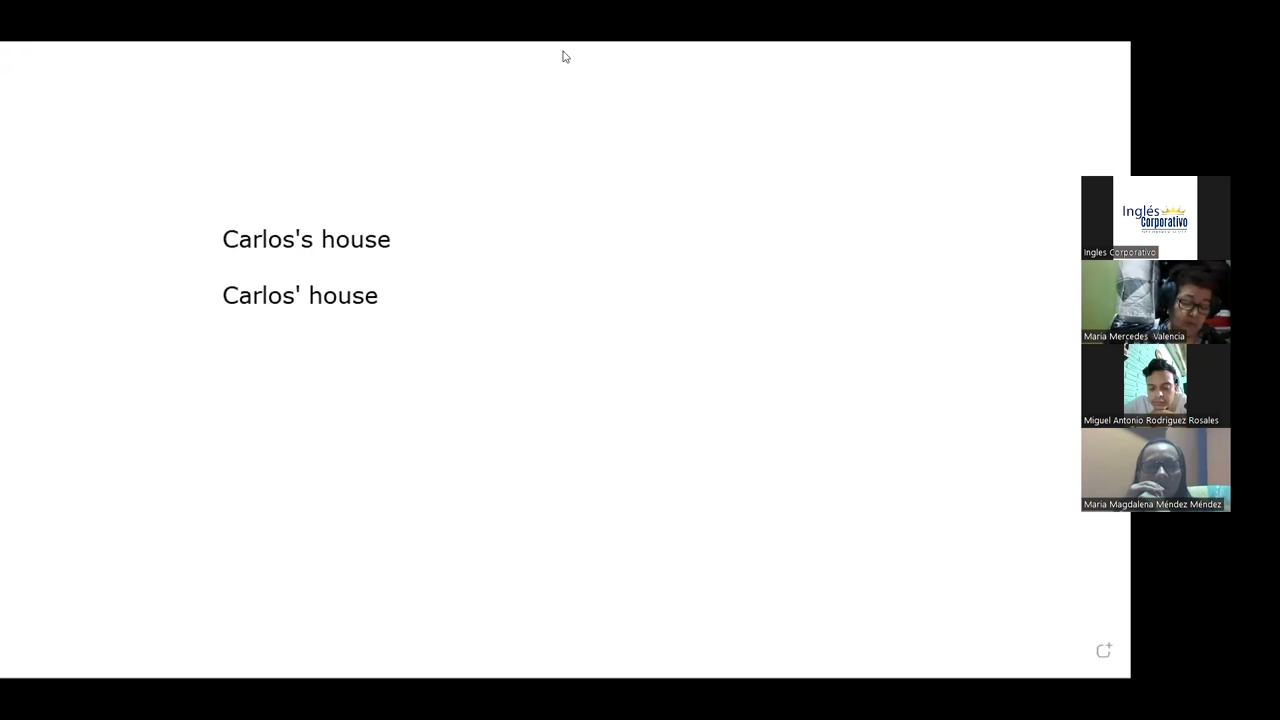 Carlos's house
Carlos' house
Inglés
Corporativo
Ingles Corporativo
Maria Mercedes Valencia
Miguel Antonio Rodriguez Rosales
Maria Magdalena Méndez Méndez